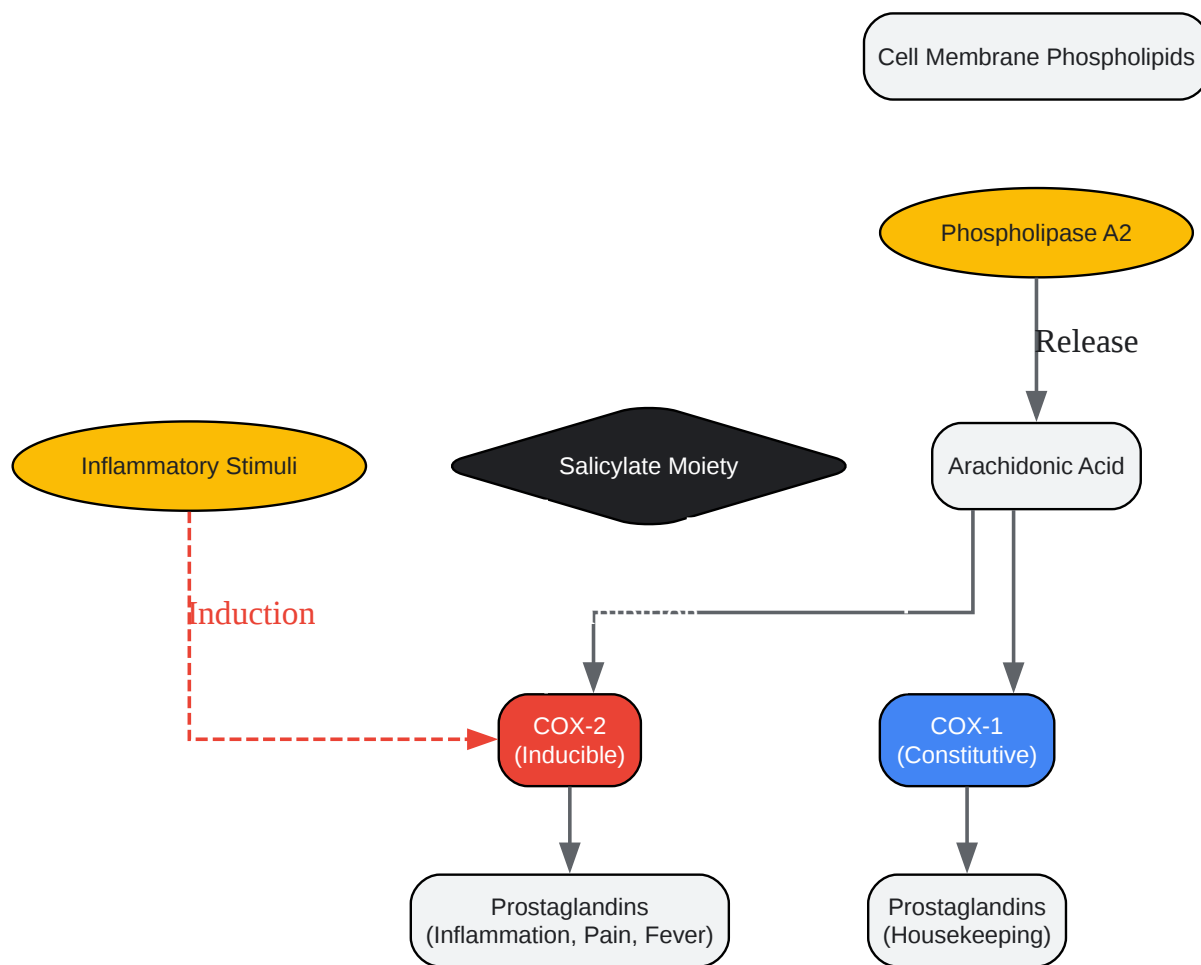 Cell Membrane Phospholipids
Phospholipase A2
Release
Inflammatory Stimuli
Salicylate Moiety
Arachidonic Acid
Induction
COX-2
(Inducible)
COX-1
(Constitutive)
Prostaglandins
(Inflammation, Pain, Fever)
Prostaglandins
(Housekeeping)